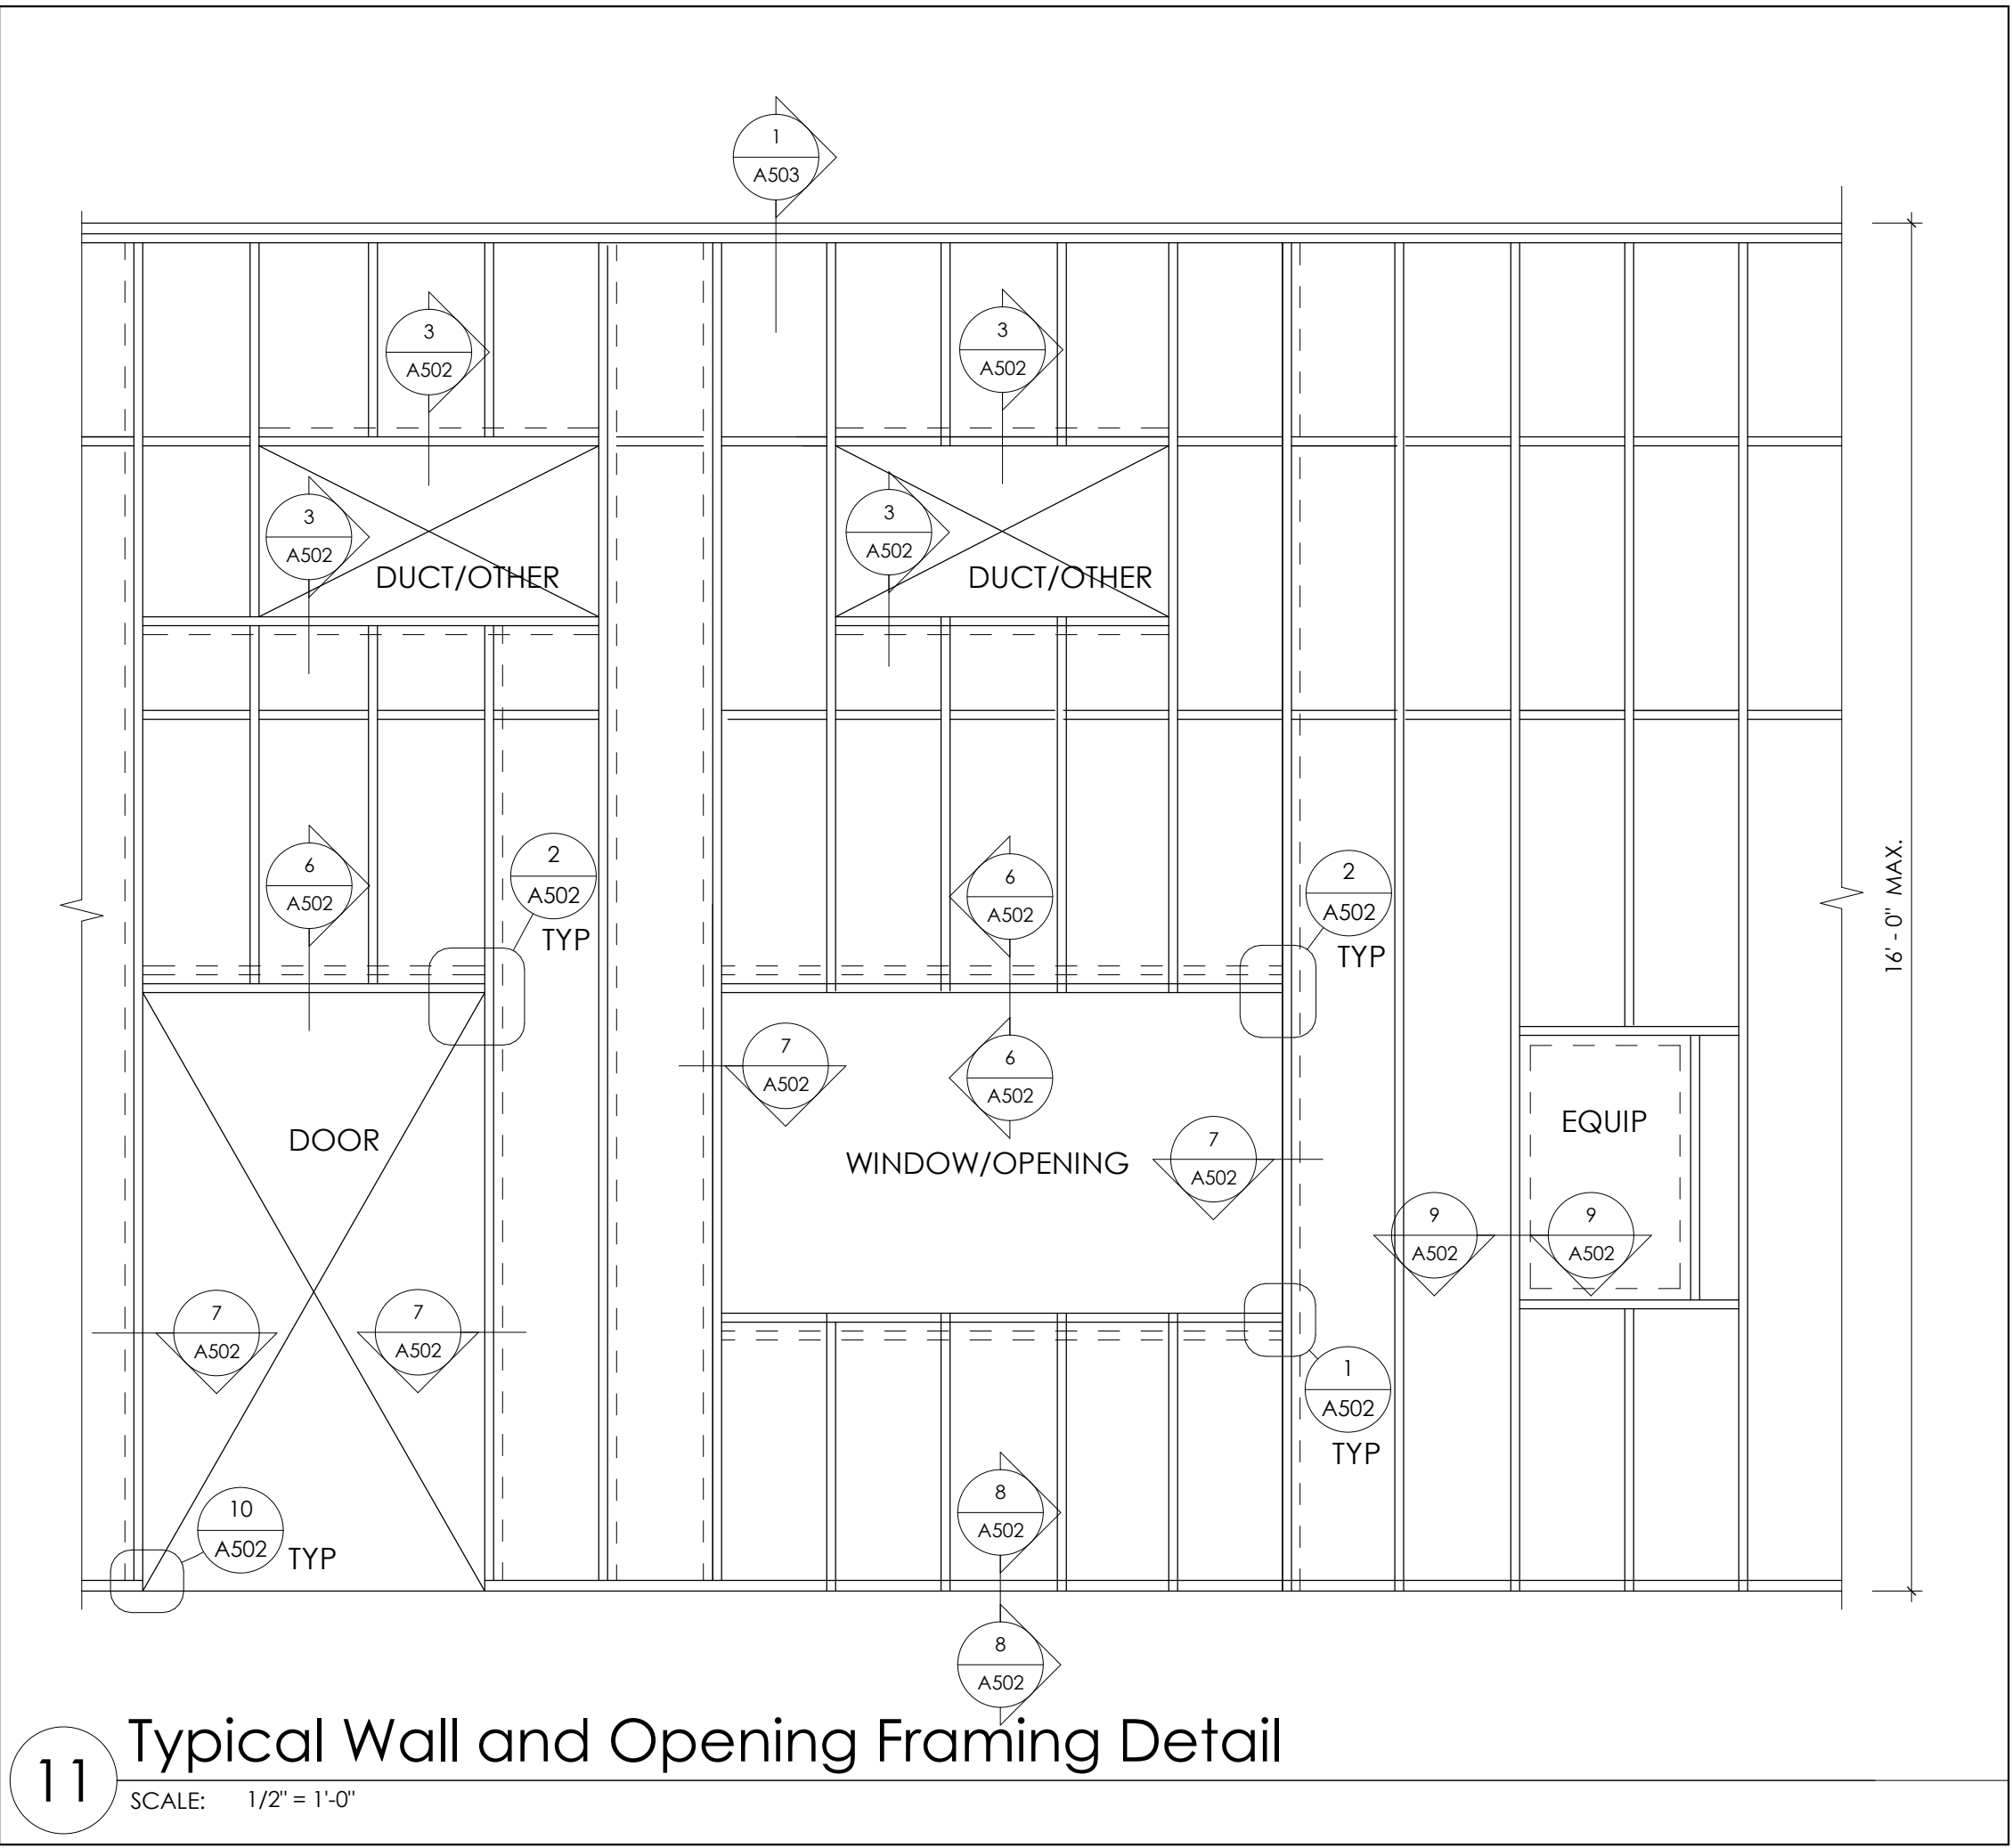 1
A503
3
A502
3
A502
3
A502
DUCT/OTHER
3
A502
DUCT/OTHER
6
A502
2
A502
TYP
6
A502
2
A502
TYP
16' - 0" MAX.
7
A502
6
A502
DOOR
WINDOW/OPENING
7
A502
EQUIP
9
A502
9
A502
7
A502
7
A502
1
A502
TYP
10
A502
TYP
8
A502
8
A502
11
Typical Wall and Opening Framing Detail
SCALE: 1/2" = 1'-0"